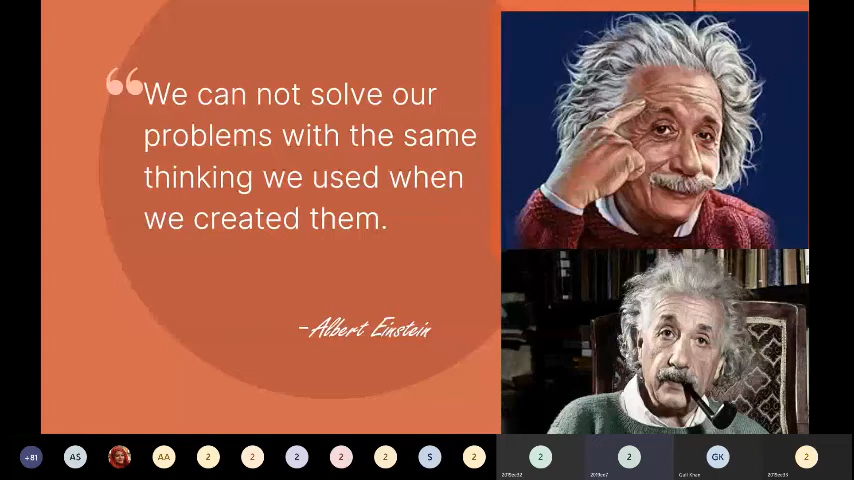 “We can not solve our
problems with the same
thinking we used when
we created them.
–Albert Einstein
+81 AS AA 2 2 2 2 2 S 2 2 2 GK 2